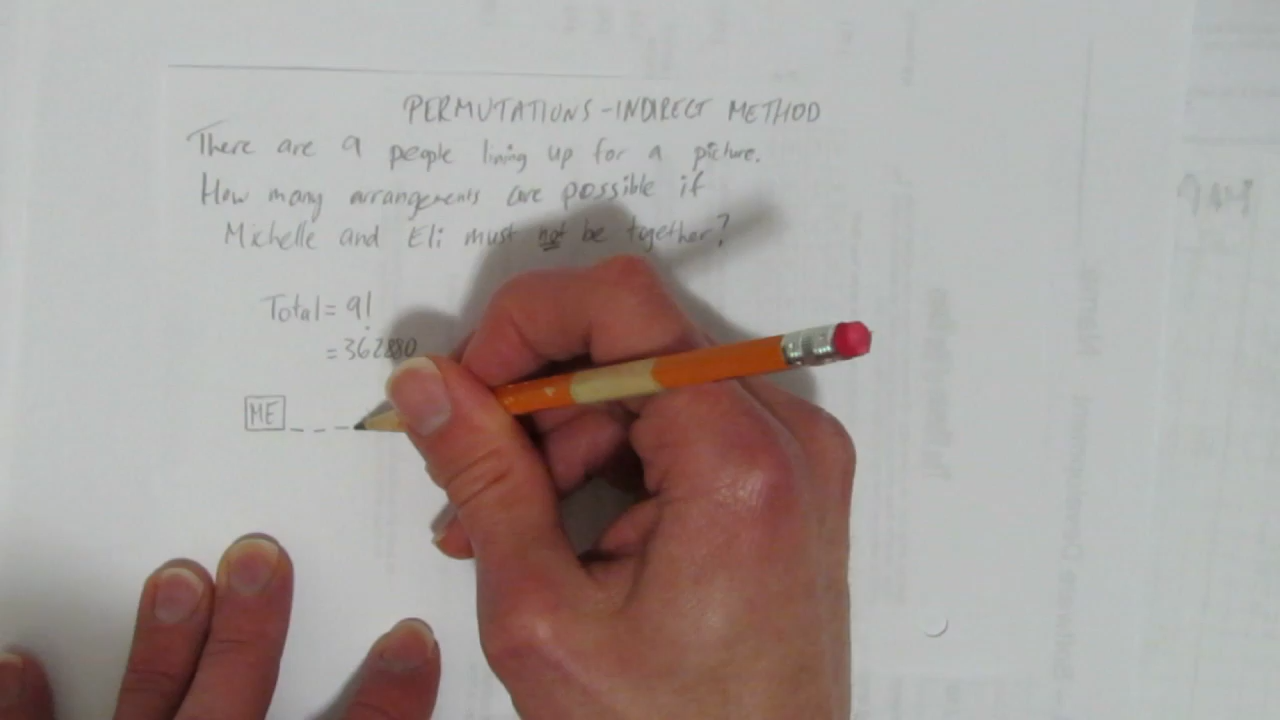 PERMUTATIONS - INDIRECT METHOD
There are 9 people lining up for a picture.
How many arrangements are possible if
Michelle and Eli must not be together?
Total = 9!
= 362880
ME _ _ _